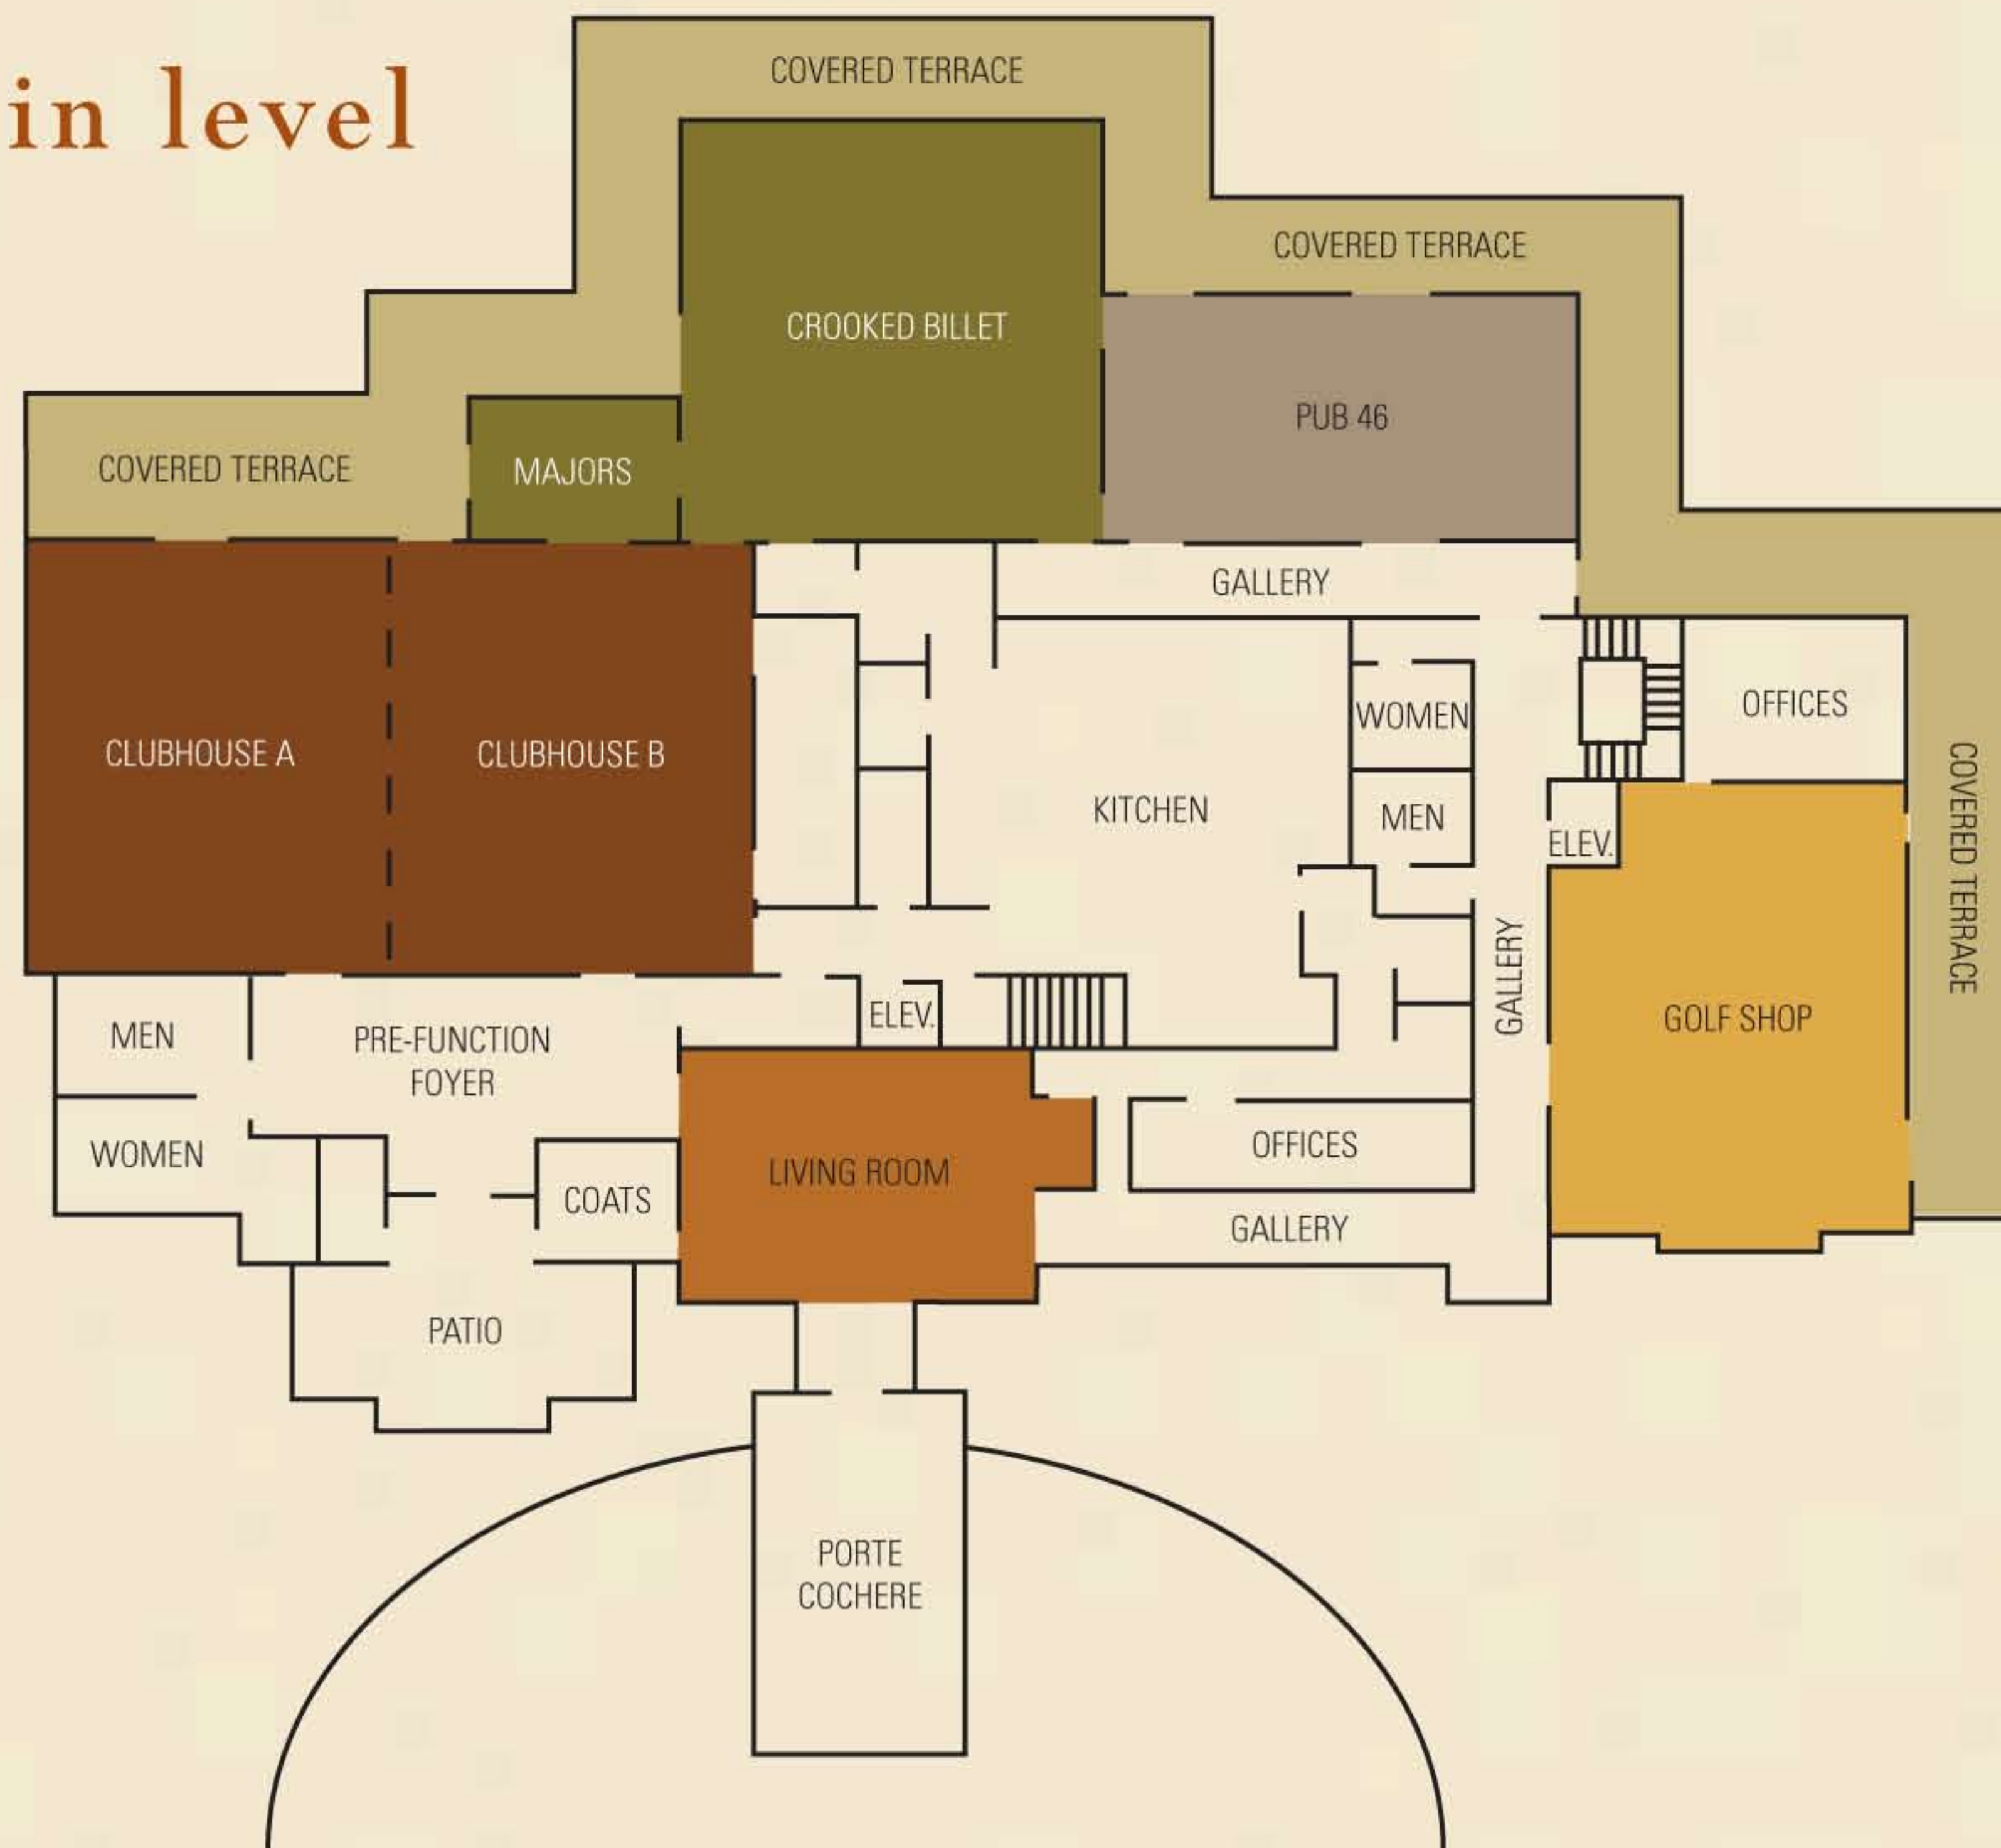 in level
COVERED TERRACE
COVERED TERRACE
CROOKED BILLET
PUB 46
COVERED TERRACE
MAJORS
GALLERY
CLUBHOUSE A
CLUBHOUSE B
KITCHEN
WOMEN
MEN
OFFICES
ELEV.
COVERED TERRACE
GALLERY
GOLF SHOP
MEN
PRE-FUNCTION
FOYER
ELEV.
WOMEN
COATS
LIVING ROOM
OFFICES
GALLERY
PATIO
PORTE
COCHERE